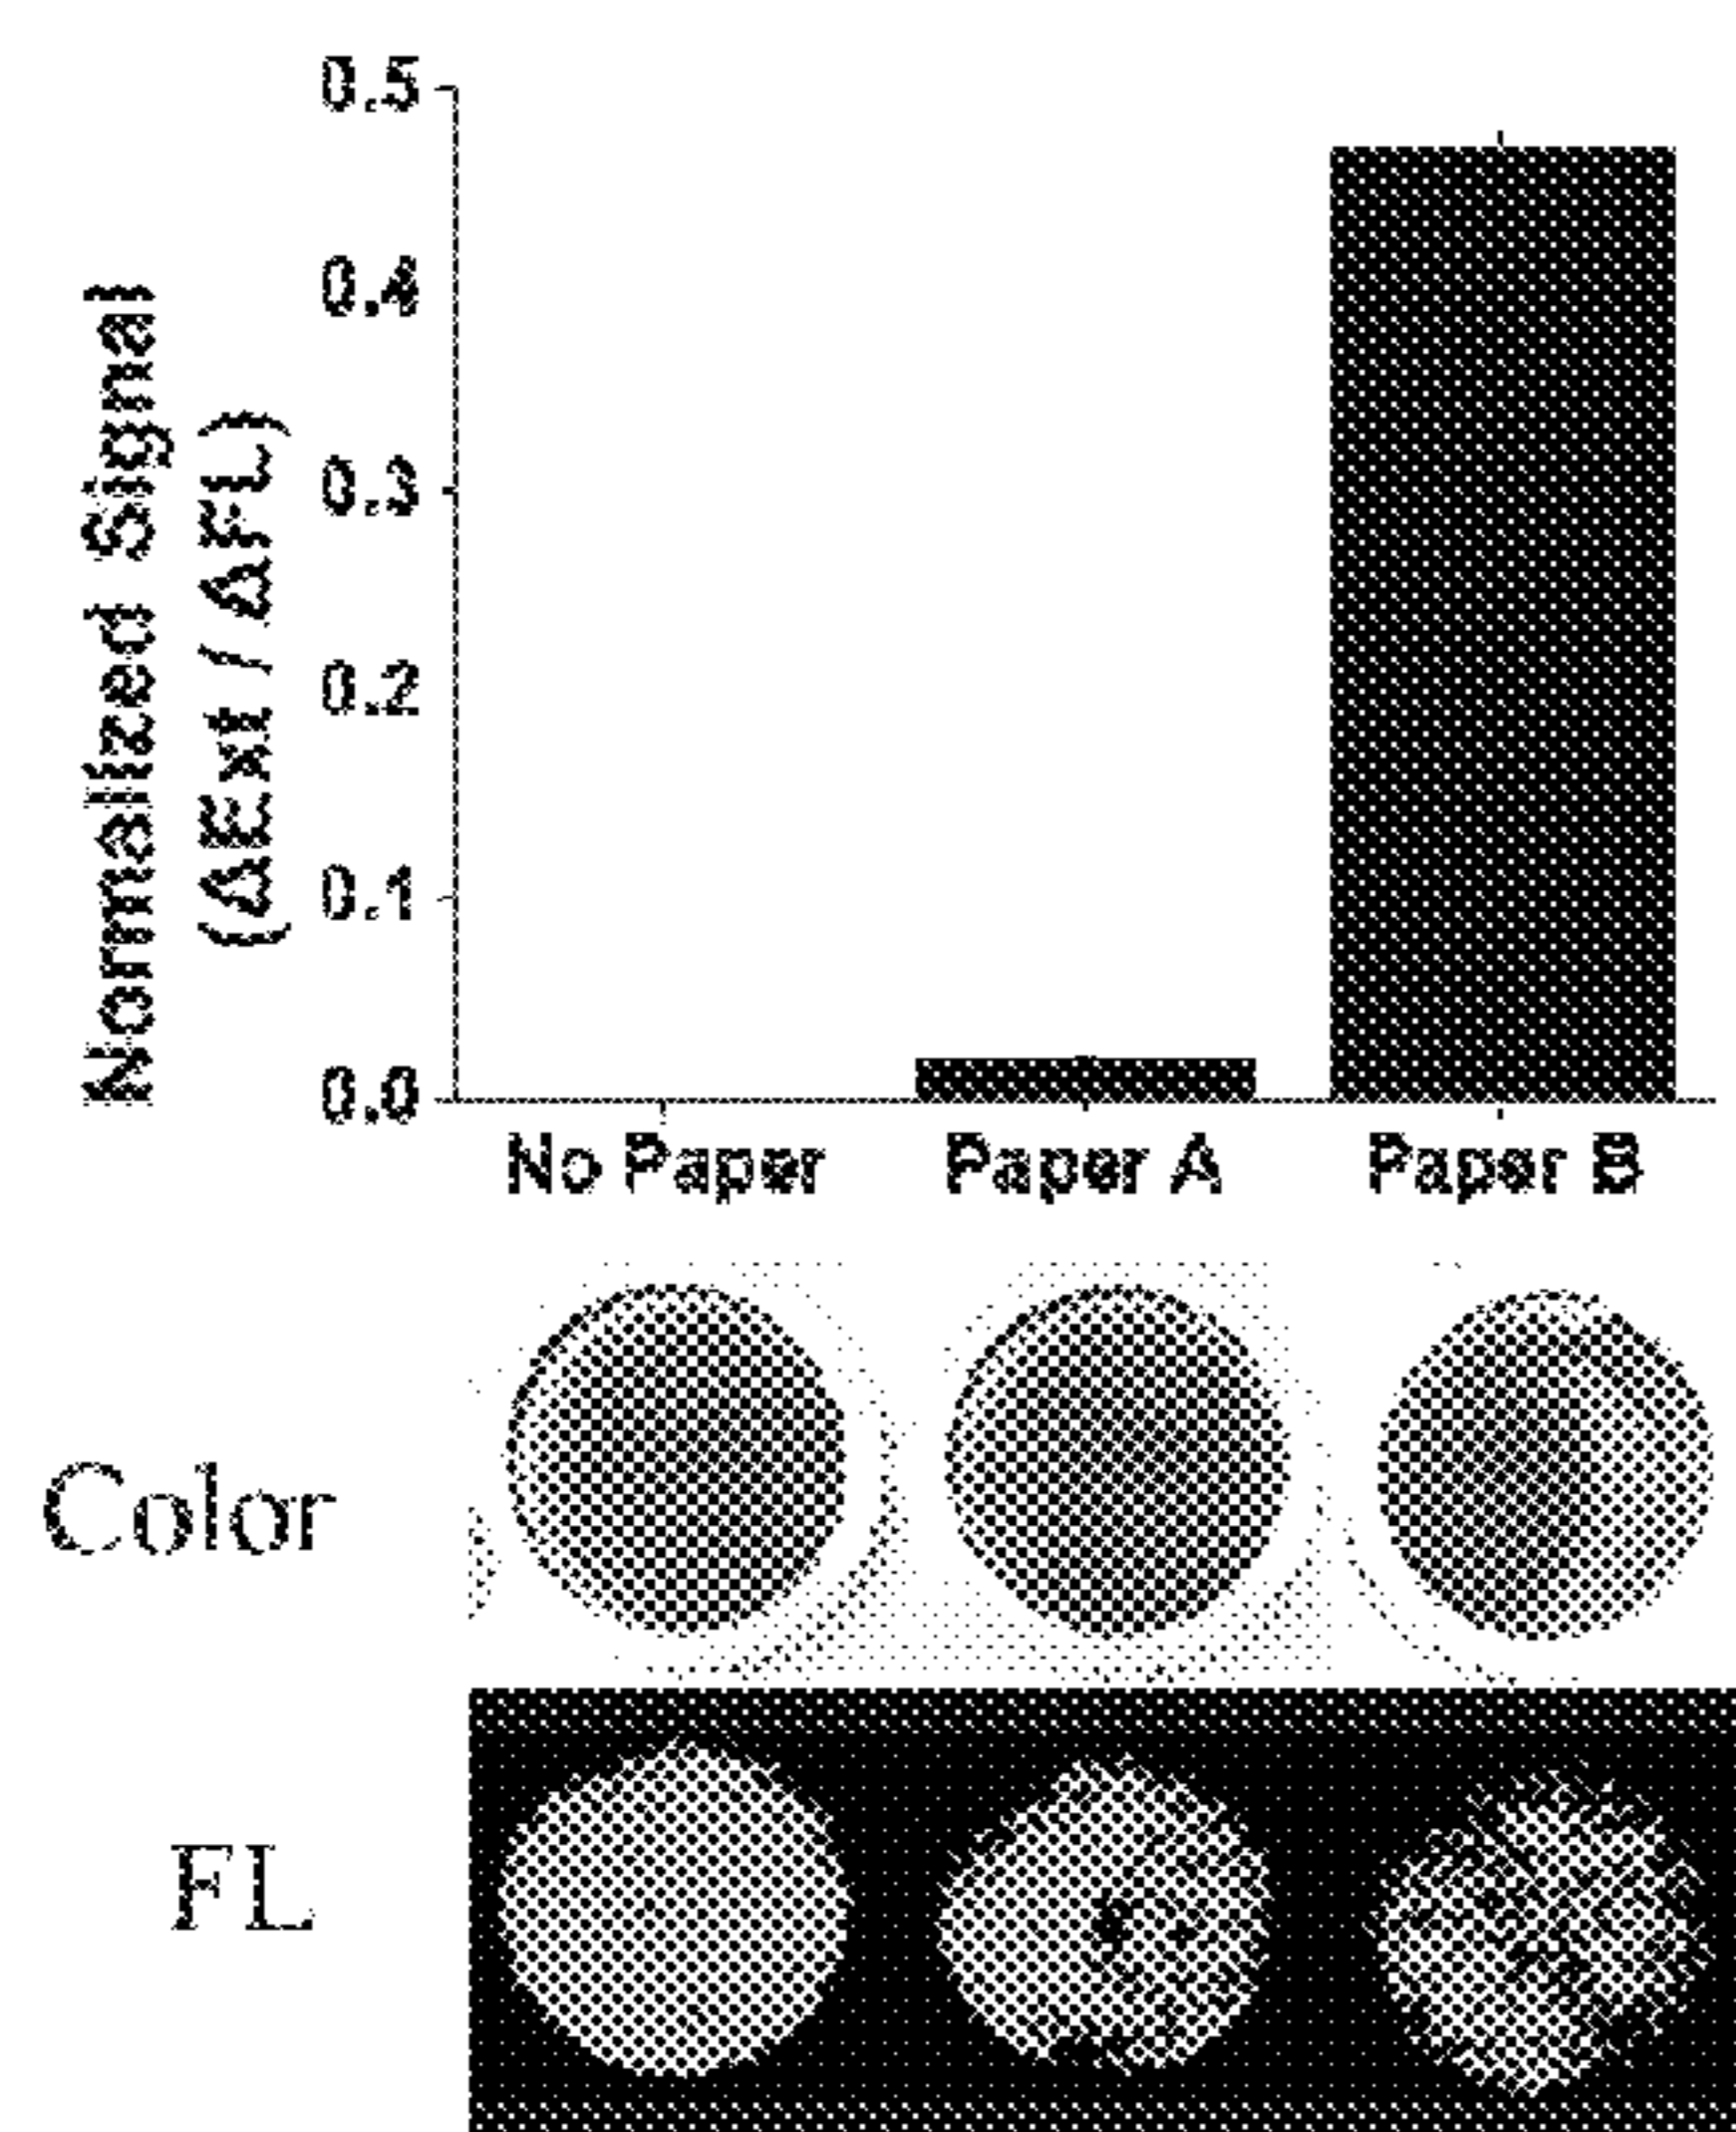 Normalized Signal
(ΔExt / ΔFL)
0.5
0.4
0.3
0.2
0.1
0.0
No Paper Paper A Paper B
Color
FL